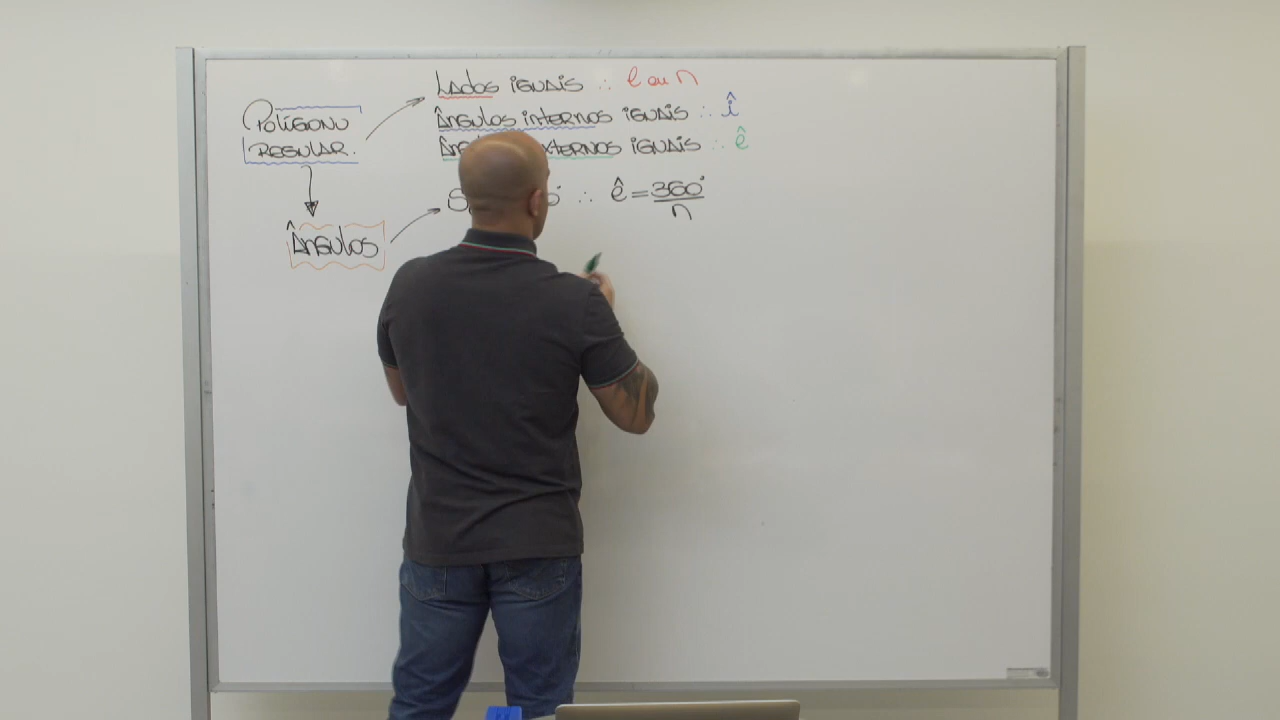 Polígono
Regular.
Lados iguais ∴ l ou n
Ângulos internos iguais ∴ î
iguais ∴ ê
∴ ê = 360°/n
Ângulos